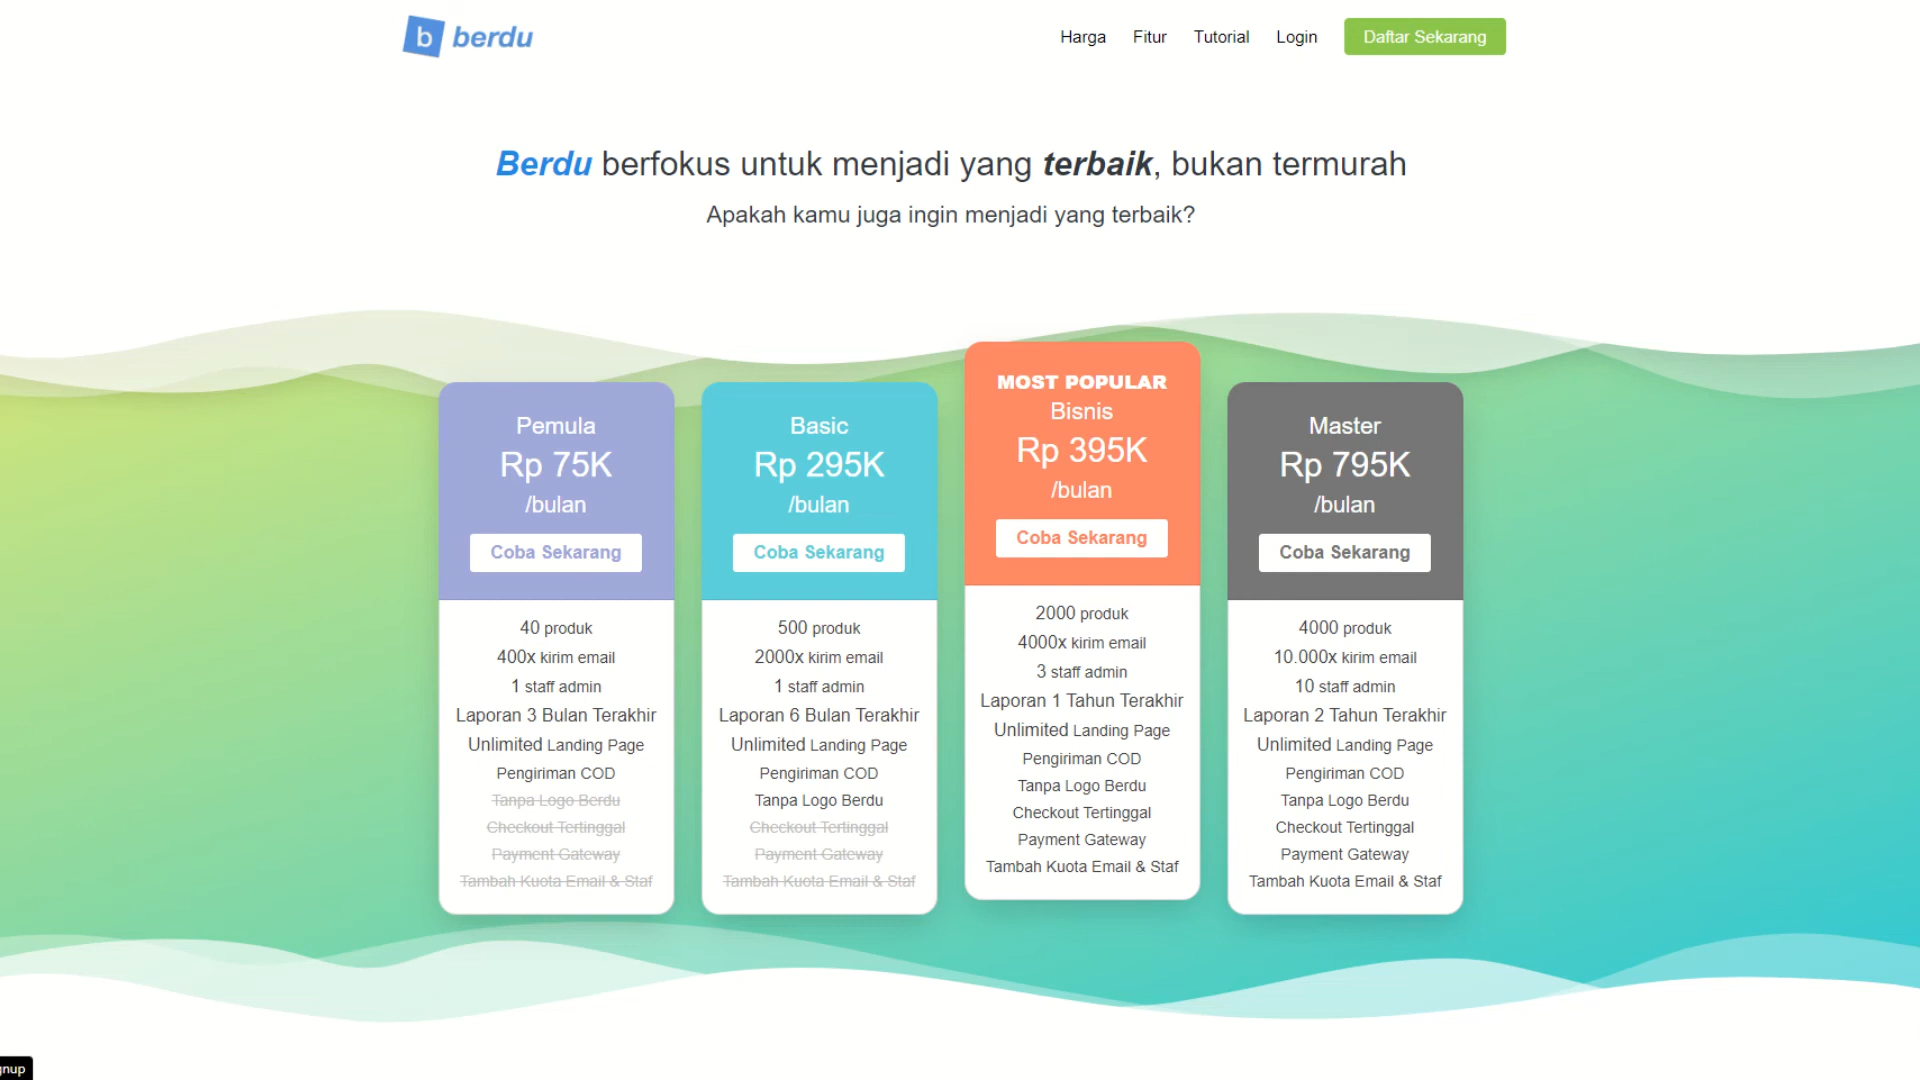 b berdu
Harga Fitur Tutorial Login Daftar Sekarang
Berdu berfokus untuk menjadi yang terbaik, bukan termurah
Apakah kamu juga ingin menjadi yang terbaik?
Pemula
Rp 75K
/bulan
Coba Sekarang
40 produk
400x kirim email
1 staff admin
Laporan 3 Bulan Terakhir
Unlimited Landing Page
Pengiriman COD
Tanpa Logo Berdu
Checkout Tertinggal
Payment Gateway
Tambah Kuota Email & Staf
Basic
Rp 295K
/bulan
Coba Sekarang
500 produk
2000x kirim email
1 staff admin
Laporan 6 Bulan Terakhir
Unlimited Landing Page
Pengiriman COD
Tanpa Logo Berdu
Checkout Tertinggal
Payment Gateway
Tambah Kuota Email & Staf
MOST POPULAR
Bisnis
Rp 395K
/bulan
Coba Sekarang
2000 produk
4000x kirim email
3 staff admin
Laporan 1 Tahun Terakhir
Unlimited Landing Page
Pengiriman COD
Tanpa Logo Berdu
Checkout Tertinggal
Payment Gateway
Tambah Kuota Email & Staf
Master
Rp 795K
/bulan
Coba Sekarang
4000 produk
10.000x kirim email
10 staff admin
Laporan 2 Tahun Terakhir
Unlimited Landing Page
Pengiriman COD
Tanpa Logo Berdu
Checkout Tertinggal
Payment Gateway
Tambah Kuota Email & Staf